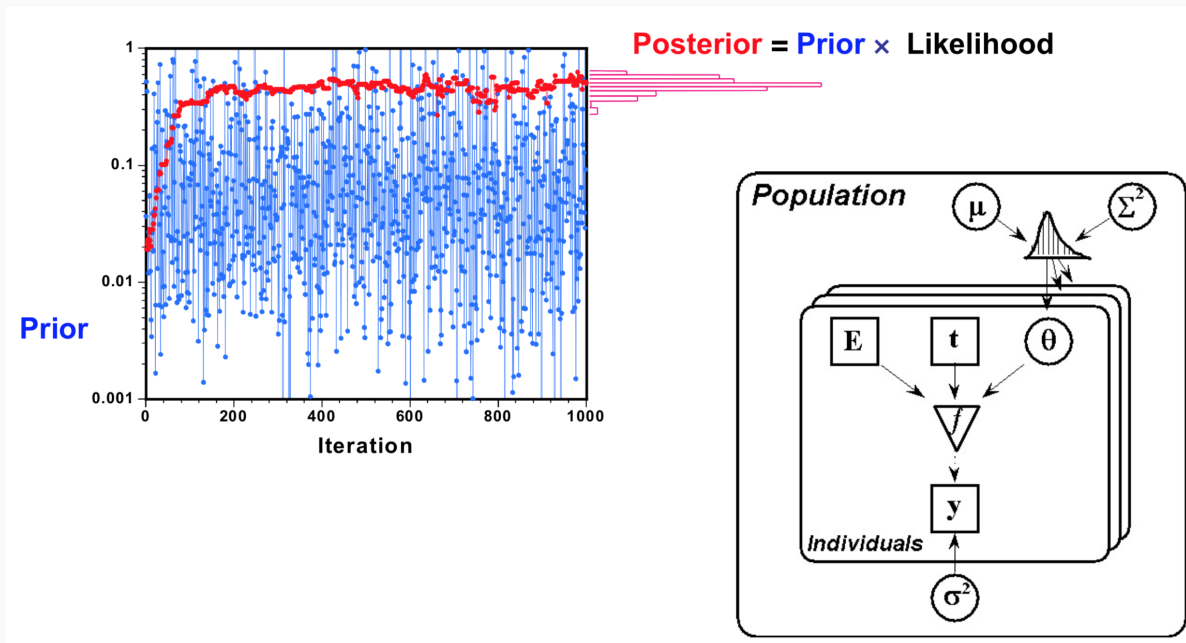 Posterior = Prior × Likelihood
1
0.1
0.01
0.001
Prior
0 200 400 600 800 1000
Iteration
Population
μ Σ²
E t θ
f
y
Individuals
σ²